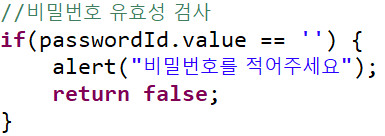 //비밀번호 유효성 검사
if(passwordId.value == '') {
    alert("비밀번호를 적어주세요");
    return false;
}